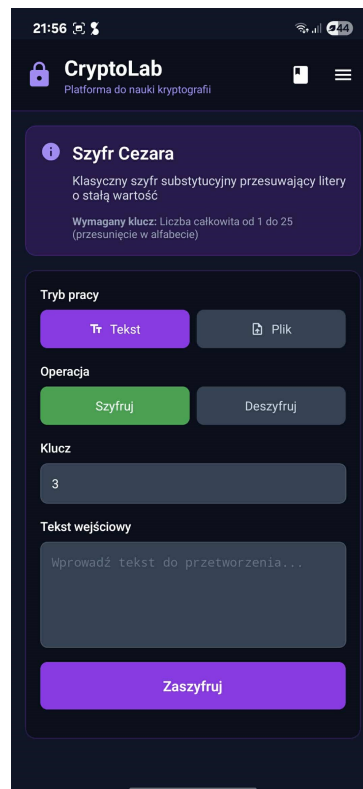 21:56
44
CryptoLab
Platforma do nauki kryptografii
Szyfr Cezara
Klasyczny szyfr substytucyjny przesuwający litery
o stałą wartość
Wymagany klucz: Liczba całkowita od 1 do 25
(przesunięcie w alfabecie)
Tryb pracy
Tт Tekst
Plik
Operacja
Szyfruj
Deszyfruj
Klucz
3
Tekst wejściowy
Wprowadź tekst do przetworzenia...
Zaszyfruj